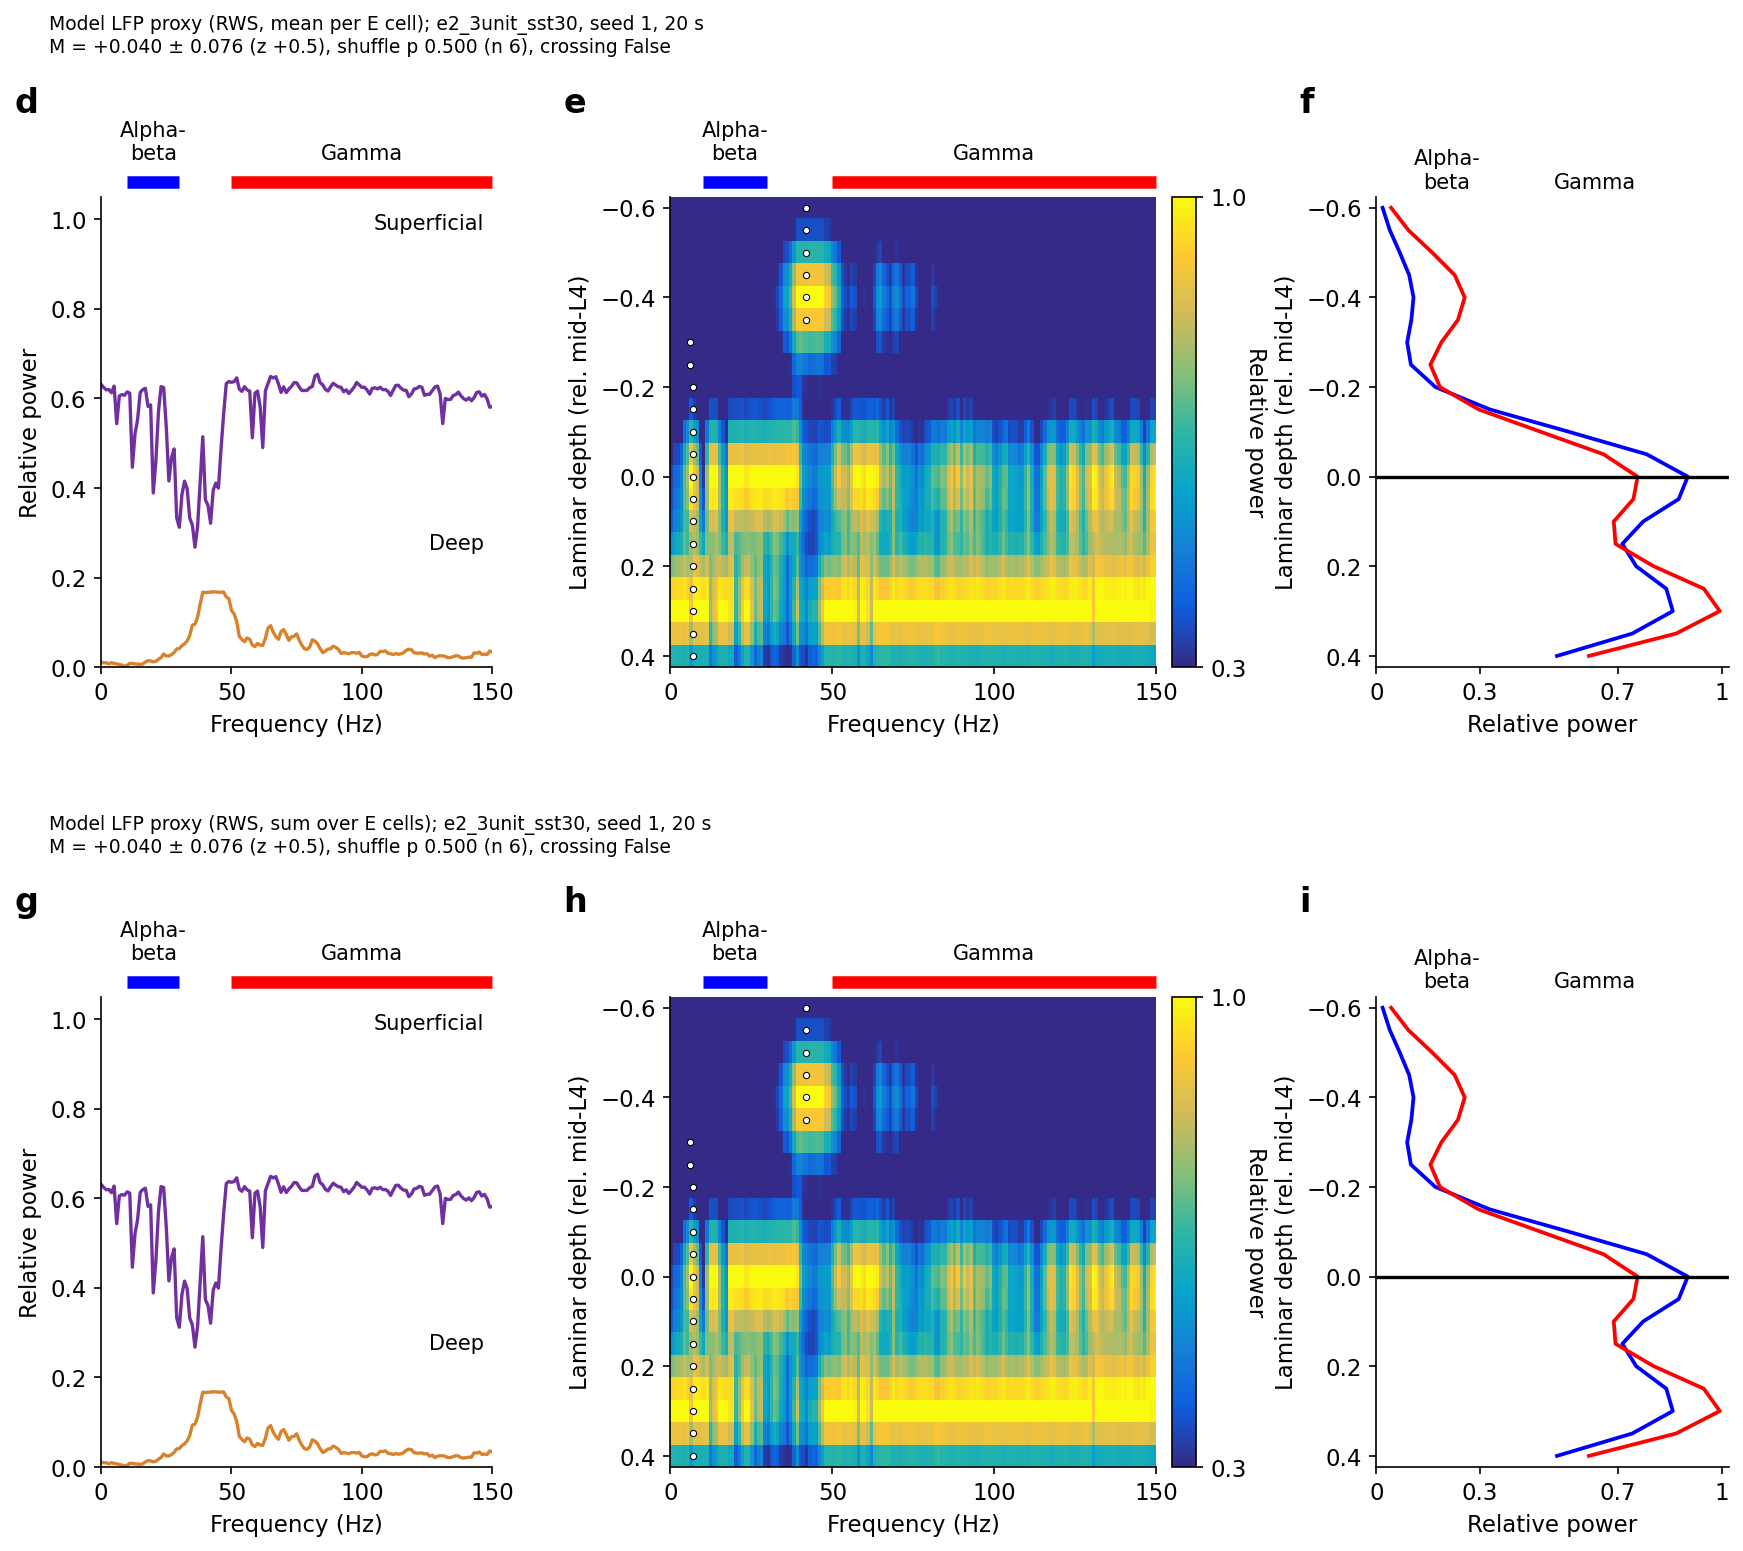 Model LFP proxy (RWS, mean per E cell); e2_3unit_sst30, seed 1, 20 s
M = +0.040 ± 0.076 (z +0.5), shuffle p 0.500 (n 6), crossing False
d
Alpha-
beta
Gamma
Superficial
Deep
1.0
0.8
0.6
0.4
0.2
0.0
Relative power
0
50
100
150
Frequency (Hz)
e
Alpha-
beta
Gamma
−0.6
−0.4
−0.2
0.0
0.2
0.4
Laminar depth (rel. mid-L4)
0
50
100
150
Frequency (Hz)
1.0
0.3
Relative power
f
Alpha-
beta
Gamma
−0.6
−0.4
−0.2
0.0
0.2
0.4
Laminar depth (rel. mid-L4)
0
0.3
0.7
1
Relative power
Model LFP proxy (RWS, sum over E cells); e2_3unit_sst30, seed 1, 20 s
M = +0.040 ± 0.076 (z +0.5), shuffle p 0.500 (n 6), crossing False
g
Alpha-
beta
Gamma
Superficial
Deep
1.0
0.8
0.6
0.4
0.2
0.0
Relative power
0
50
100
150
Frequency (Hz)
h
Alpha-
beta
Gamma
−0.6
−0.4
−0.2
0.0
0.2
0.4
Laminar depth (rel. mid-L4)
0
50
100
150
Frequency (Hz)
1.0
0.3
Relative power
i
Alpha-
beta
Gamma
−0.6
−0.4
−0.2
0.0
0.2
0.4
Laminar depth (rel. mid-L4)
0
0.3
0.7
1
Relative power